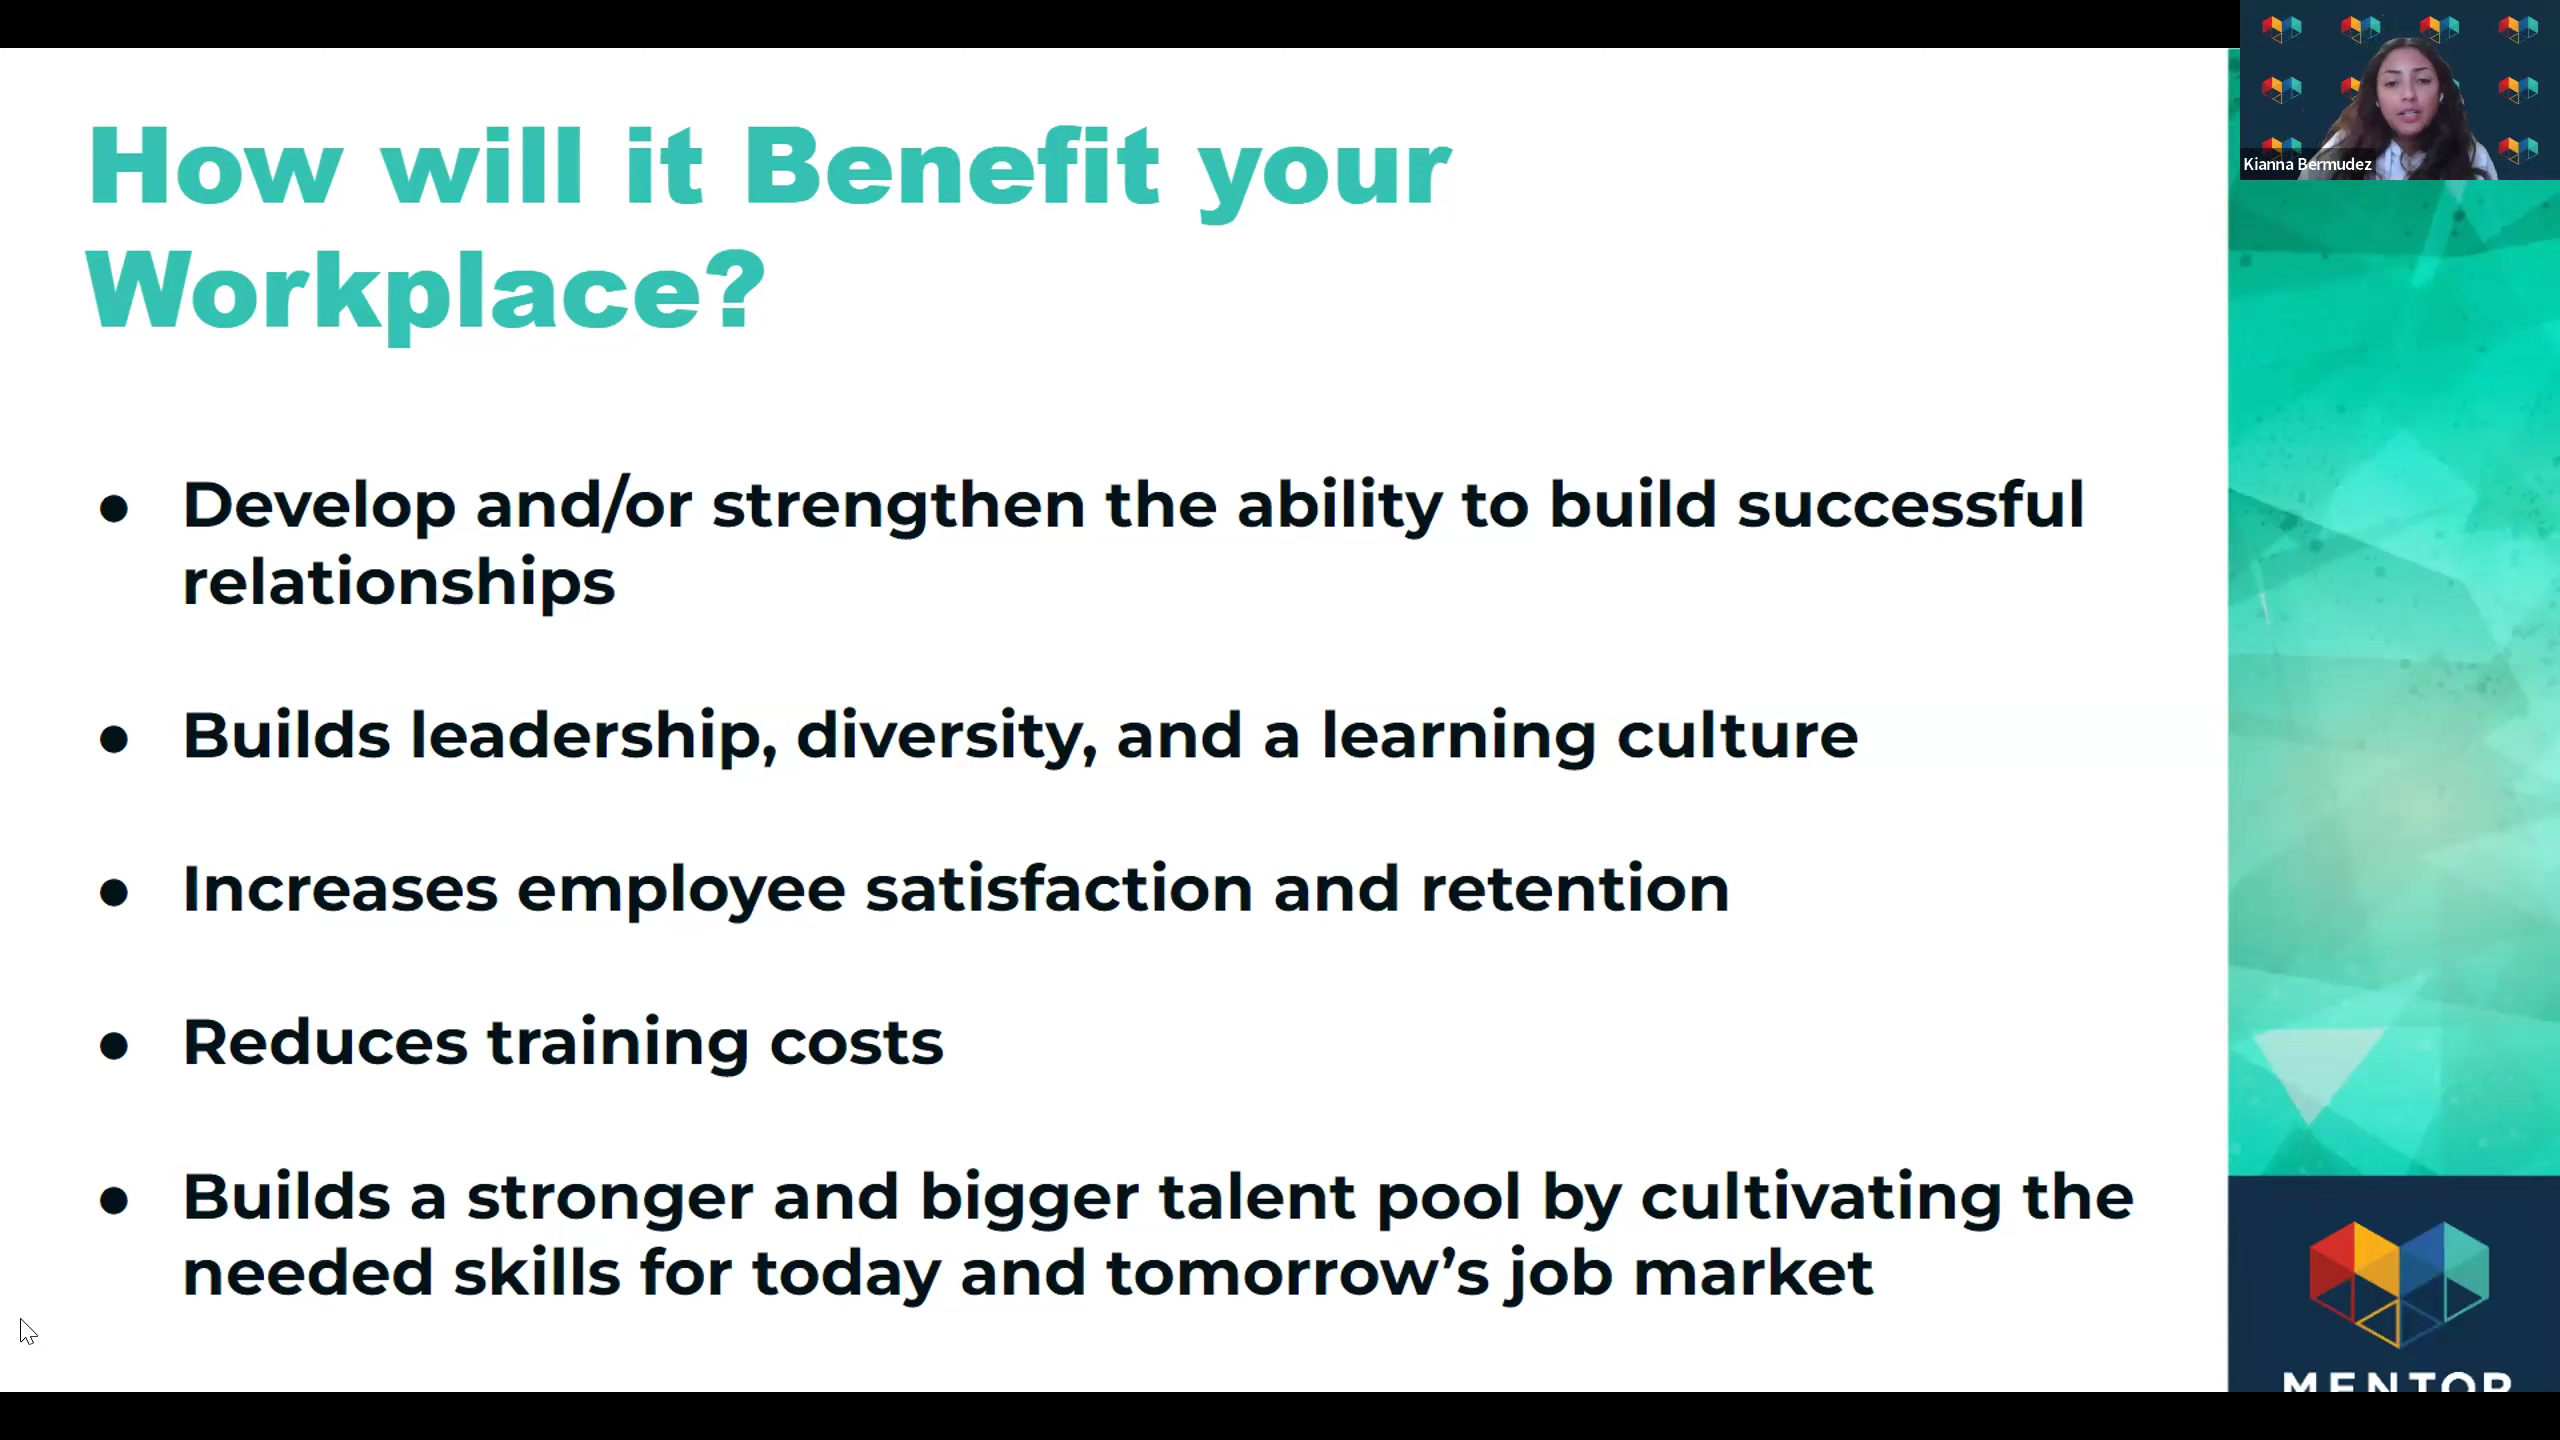 How will it Benefit your
Workplace?
Kianna Bermudez
● Develop and/or strengthen the ability to build successful
relationships
● Builds leadership, diversity, and a learning culture
● Increases employee satisfaction and retention
● Reduces training costs
● Builds a stronger and bigger talent pool by cultivating the
needed skills for today and tomorrow’s job market
MENTOR